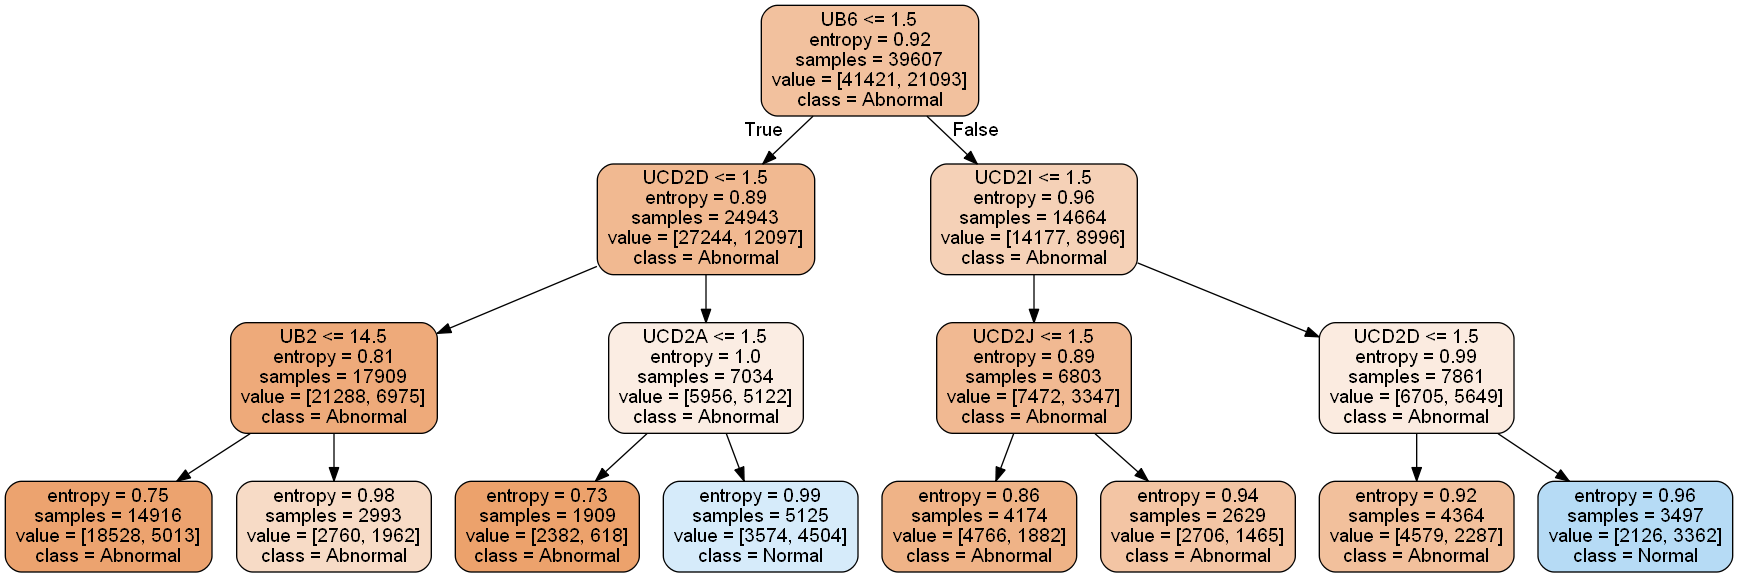 UB6 <= 1.5
entropy = 0.92
samples = 39607
value = [41421, 21093]
class = Abnormal
True
False
UCD2D <= 1.5
entropy = 0.89
samples = 24943
value = [27244, 12097]
class = Abnormal
UCD2I <= 1.5
entropy = 0.96
samples = 14664
value = [14177, 8996]
class = Abnormal
UB2 <= 14.5
entropy = 0.81
samples = 17909
value = [21288, 6975]
class = Abnormal
UCD2A <= 1.5
entropy = 1.0
samples = 7034
value = [5956, 5122]
class = Abnormal
UCD2J <= 1.5
entropy = 0.89
samples = 6803
value = [7472, 3347]
class = Abnormal
UCD2D <= 1.5
entropy = 0.99
samples = 7861
value = [6705, 5649]
class = Abnormal
entropy = 0.75
samples = 14916
value = [18528, 5013]
class = Abnormal
entropy = 0.98
samples = 2993
value = [2760, 1962]
class = Abnormal
entropy = 0.73
samples = 1909
value = [2382, 618]
class = Abnormal
entropy = 0.99
samples = 5125
value = [3574, 4504]
class = Normal
entropy = 0.86
samples = 4174
value = [4766, 1882]
class = Abnormal
entropy = 0.94
samples = 2629
value = [2706, 1465]
class = Abnormal
entropy = 0.92
samples = 4364
value = [4579, 2287]
class = Abnormal
entropy = 0.96
samples = 3497
value = [2126, 3362]
class = Normal